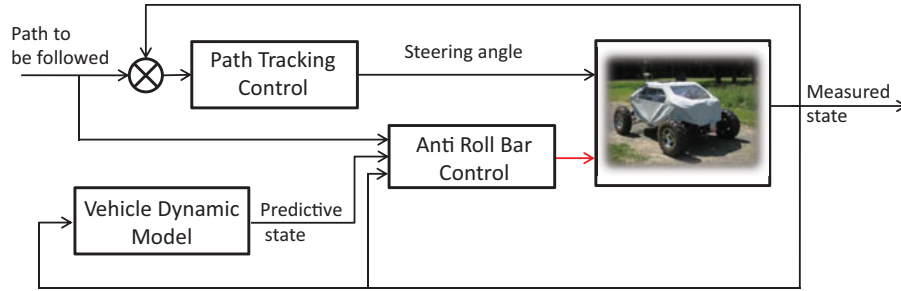 Path to
be followed
Path Tracking
Control
Steering angle
Measured
state
Anti Roll Bar
Control
Vehicle Dynamic
Model
Predictive
state